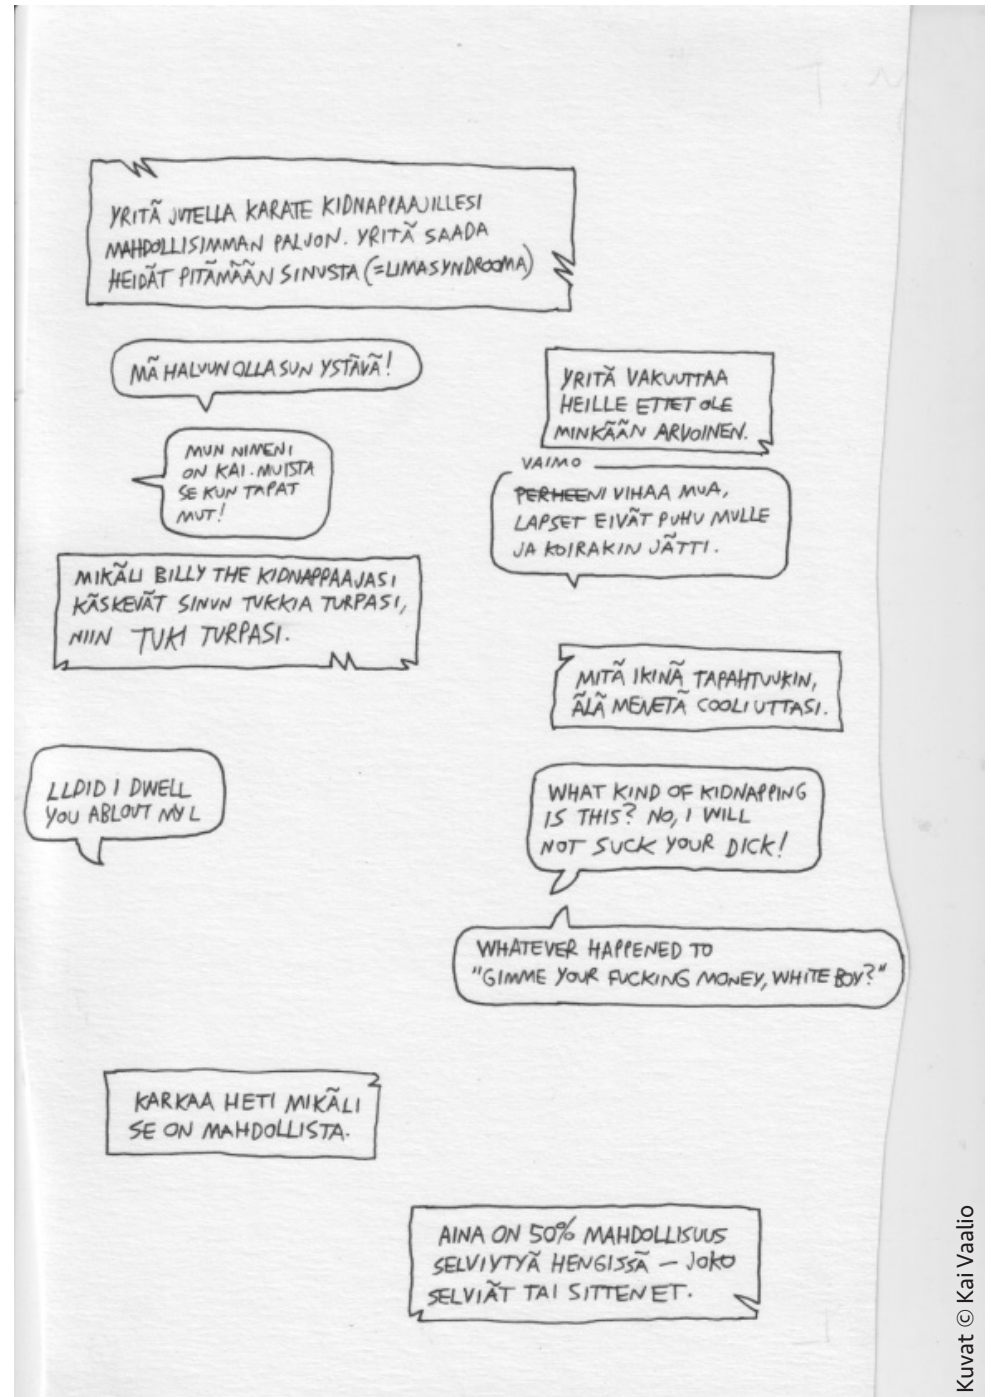 YRITÄ JUTELLA KARATE KIDNAPPAAJILLESI
MAHDOLLISIMMAN PALJON. YRITÄ SAADA
HEIDÄT PITÄMÄÄN SINUSTA (=LIMASYNDROOMA)
MÄ HALUUN OLLA SUN YSTÄVÄ!
MUN NIMENI
ON KAI. MUISTA
SE KUN TAPAT
MUT!
MIKÄLI BILLY THE KIDNAPPAAJASI
KÄSKEVÄT SINUN TUKKIA TURPASI,
NIIN TUKI TURPASI.
YRITÄ VAKUUTTAA
HEILLE ETTET OLE
MINKÄÄN ARVOINEN.
VAIMO
PERHEENI VIHAA MUA,
LAPSET EIVÄT PUHU MULLE
JA KOIRAKIN JÄTTI.
MITÄ IKINÄ TAPAHTUUKIN,
ÄLÄ MENETÄ COOLIUTTASI.
LLDID I DWELL
YOU ABLOUT MY L
WHAT KIND OF KIDNAPPING
IS THIS? NO, I WILL
NOT SUCK YOUR DICK!
WHATEVER HAPPENED TO
"GIMME YOUR FUCKING MONEY, WHITE BOY?"
KARKAA HETI MIKÄLI
SE ON MAHDOLLISTA.
AINA ON 50% MAHDOLLISUUS
SELVIYTYÄ HENGISSÄ – JOKO
SELVIÄT TAI SITTEN ET.
Kuvat © Kai Vaalio